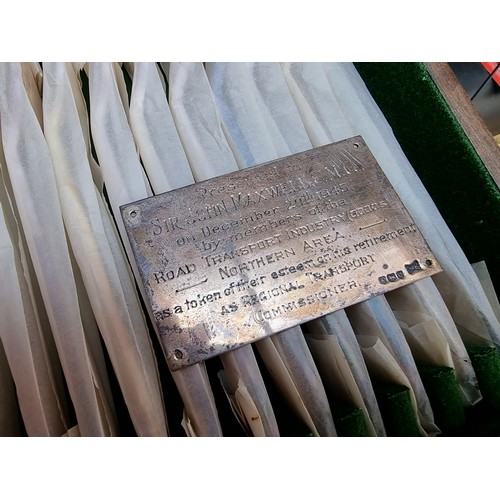 Presented to
SIR JOHN MAXWELL
on December 1945
by members of the
ROAD TRANSPORT INDUSTRY
NORTHERN AREA
as a token of their esteem on his retirement
AS REGIONAL TRANSPORT
COMMISSIONER